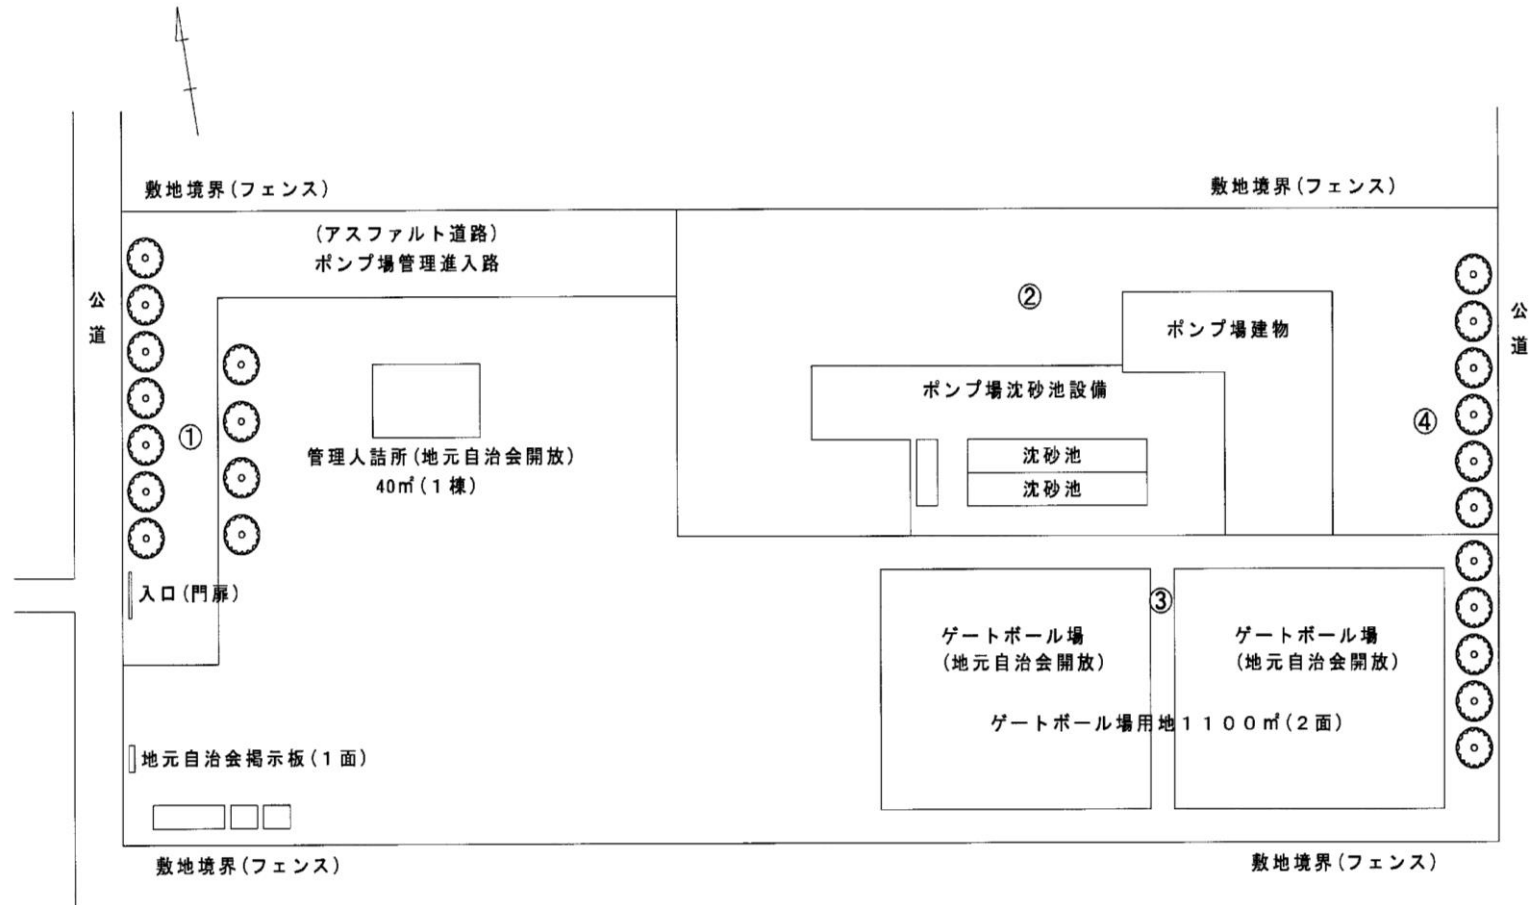 敷地境界(フェンス)
敷地境界(フェンス)
(アスファルト道路)
ポンプ場管理進入路
公道
公道
②
ポンプ場建物
ポンプ場沈砂池設備
①
④
管理人詰所(地元自治会開放)
40㎡(1棟)
沈砂池
沈砂池
入口(門扉)
③
ゲートボール場
(地元自治会開放)
ゲートボール場
(地元自治会開放)
ゲートボール場用地1100㎡(2面)
地元自治会掲示板(1面)
敷地境界(フェンス)
敷地境界(フェンス)